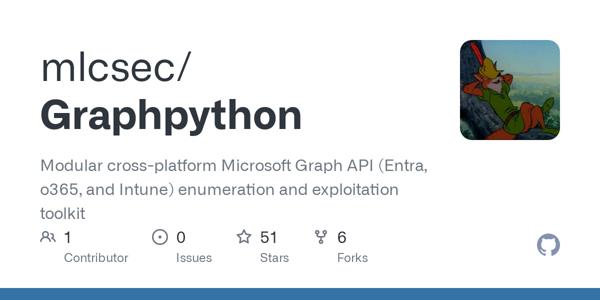 mlcsec/
Graphpython
Modular cross-platform Microsoft Graph API (Entra,
o365, and Intune) enumeration and exploitation
toolkit
1
Contributor
0
Issues
51
Stars
6
Forks